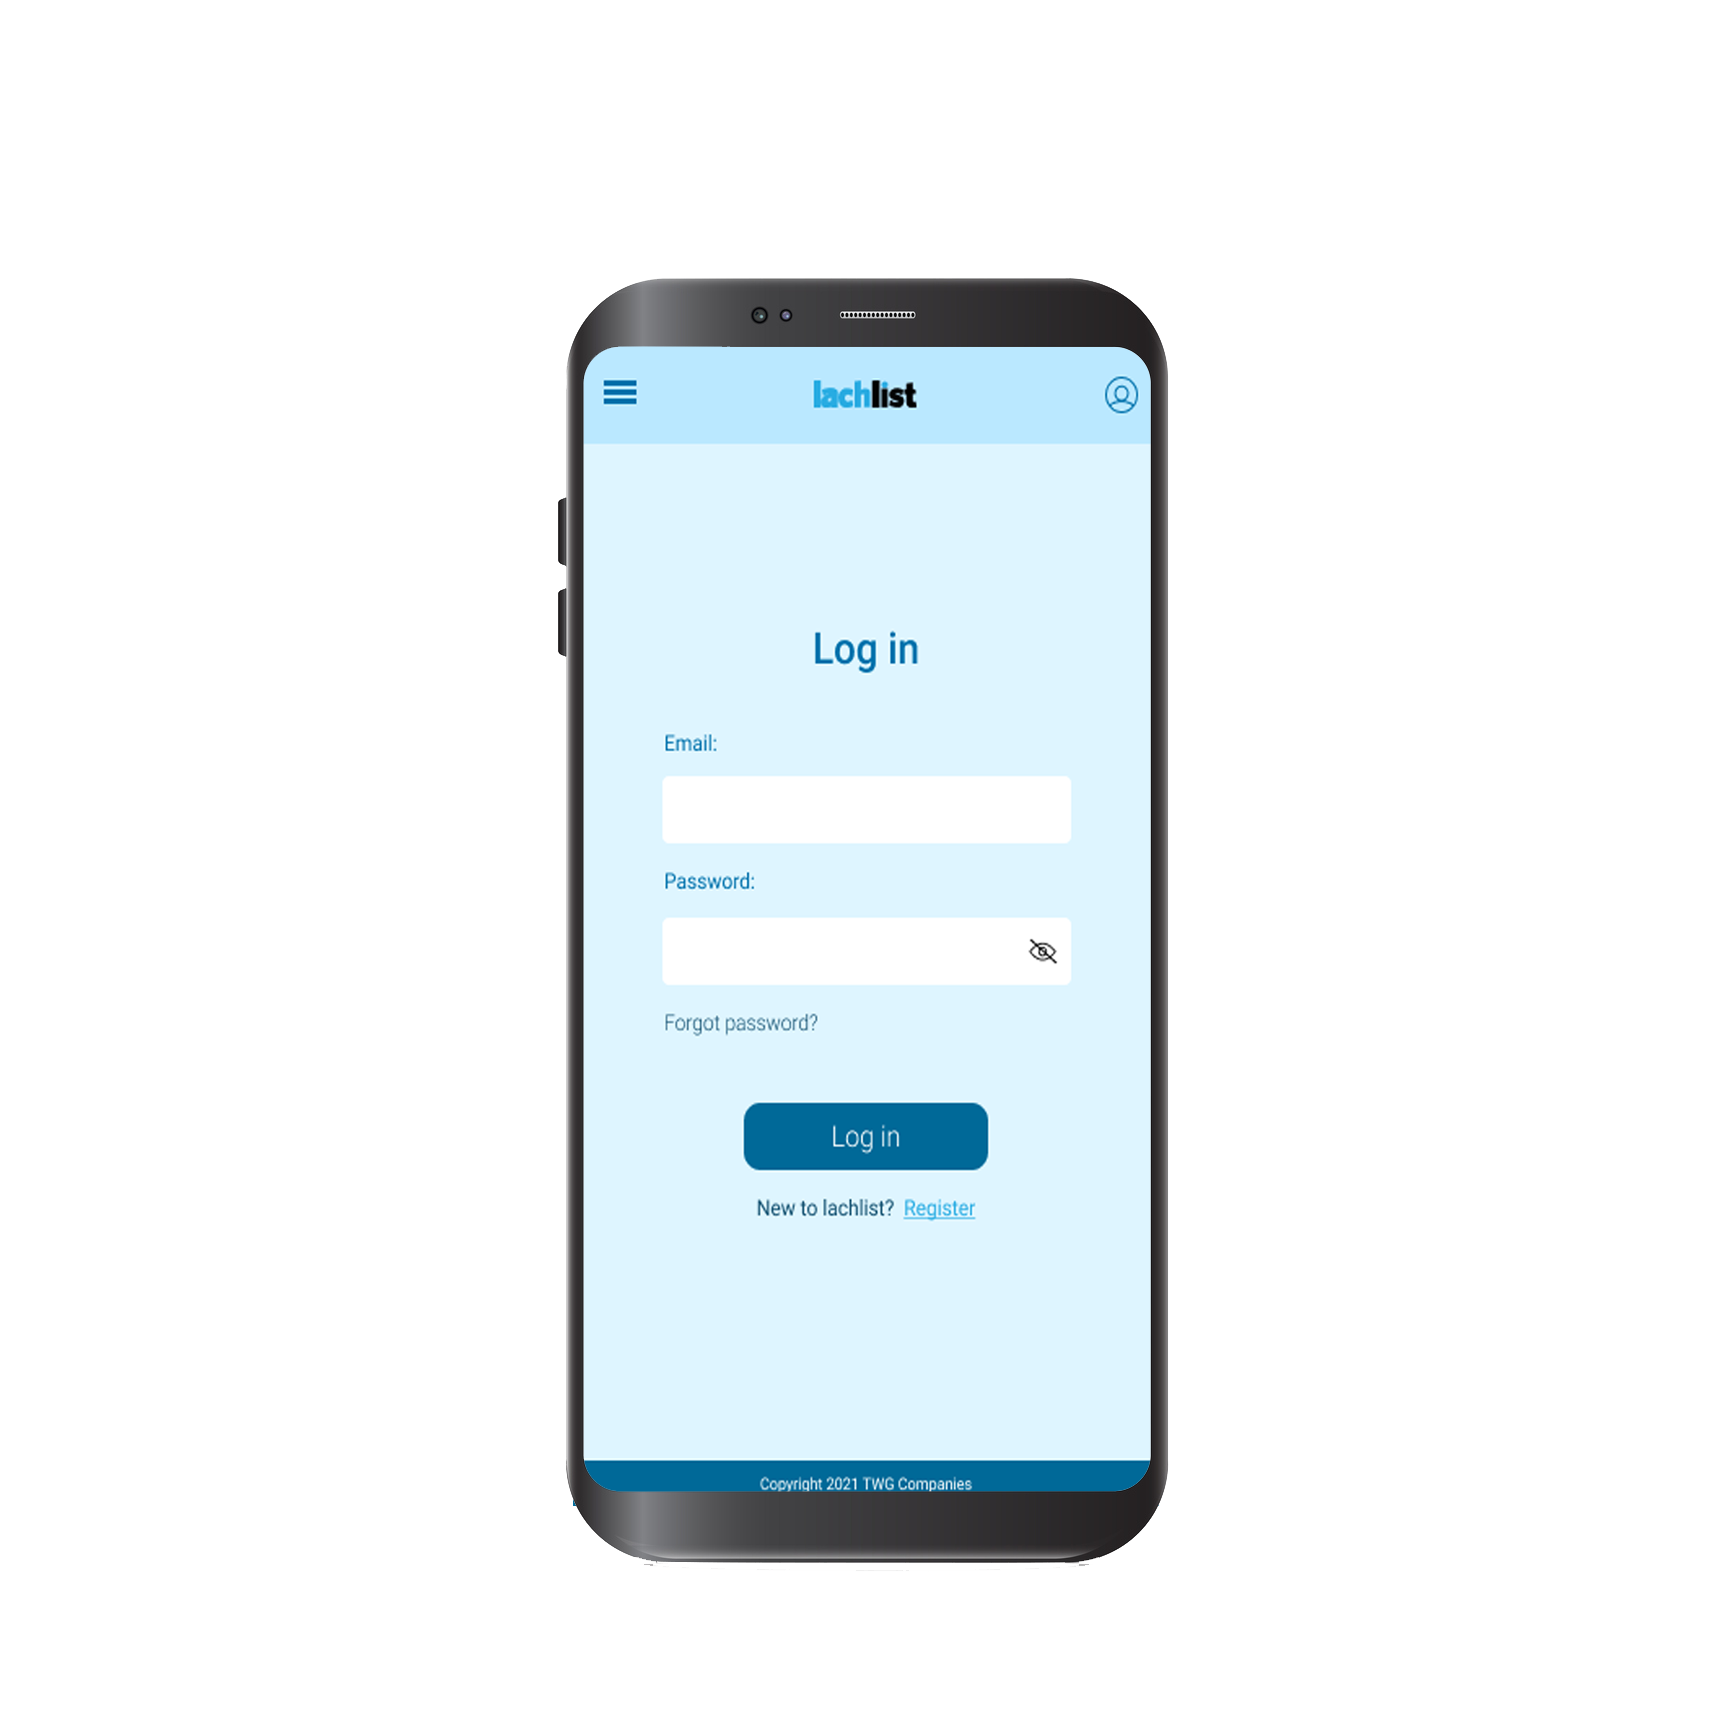 lachlist
Log in
Email:
Password:
Forgot password?
Log in
New to lachlist? Register
Copyright 2021 TWG Companies